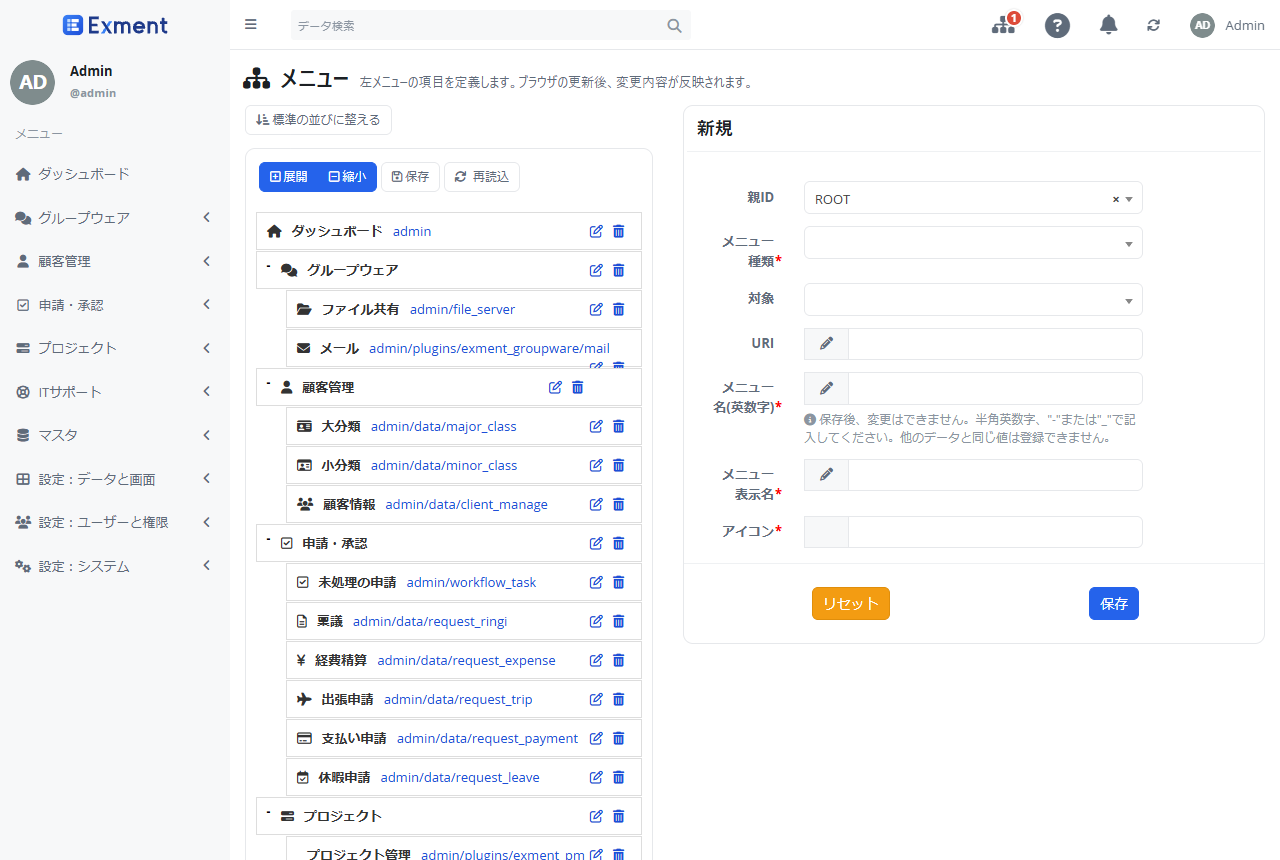 Exment
データ検索
1
?
AD
Admin
AD
Admin
@admin
メニュー
ダッシュボード
グループウェア
顧客管理
申請・承認
プロジェクト
ITサポート
マスタ
設定：データと画面
設定：ユーザーと権限
設定：システム
メニュー 左メニューの項目を定義します。ブラウザの更新後、変更内容が反映されます。
標準の並びに整える
展開 縮小 保存 再読込
ダッシュボード admin
- グループウェア
ファイル共有 admin/file_server
メール admin/plugins/exment_groupware/mail
- 顧客管理
大分類 admin/data/major_class
小分類 admin/data/minor_class
顧客情報 admin/data/client_manage
- 申請・承認
未処理の申請 admin/workflow_task
稟議 admin/data/request_ringi
¥ 経費精算 admin/data/request_expense
出張申請 admin/data/request_trip
支払い申請 admin/data/request_payment
休暇申請 admin/data/request_leave
- プロジェクト
プロジェクト管理 admin/plugins/exment_pm
新規
親ID ROOT × ▼
メニュー
種類*
対象
URI
メニュー
名(英数字)*
保存後、変更はできません。半角英数字、"-"または"_"で記
入してください。他のデータと同じ値は登録できません。
メニュー
表示名*
アイコン*
リセット
保存